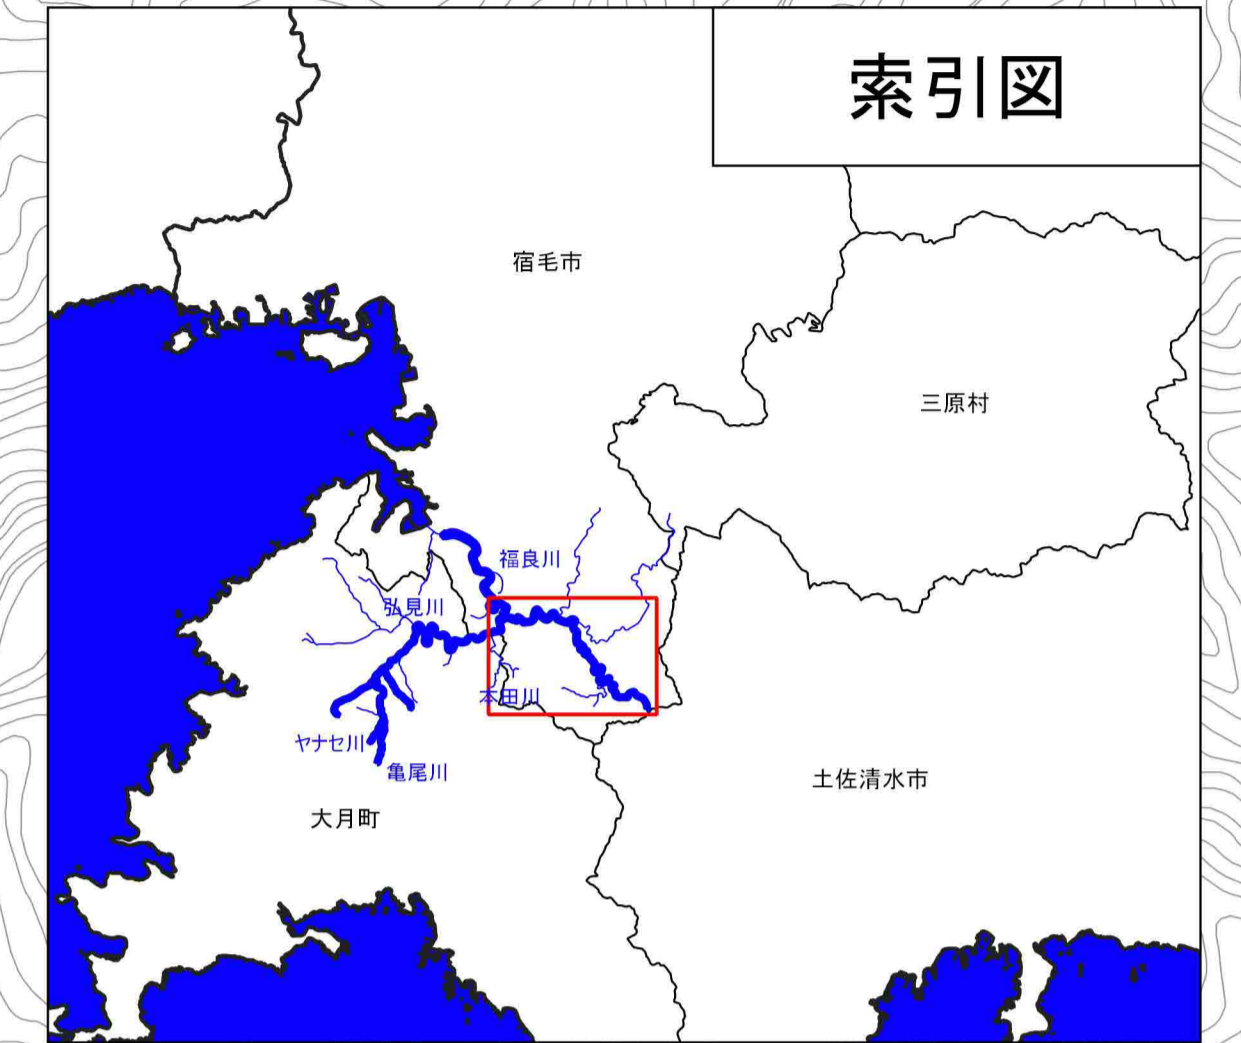 索引図
宿毛市
三原村
福良川
弘見川
本田川
ヤナセ川
亀尾川
土佐清水市
大月町